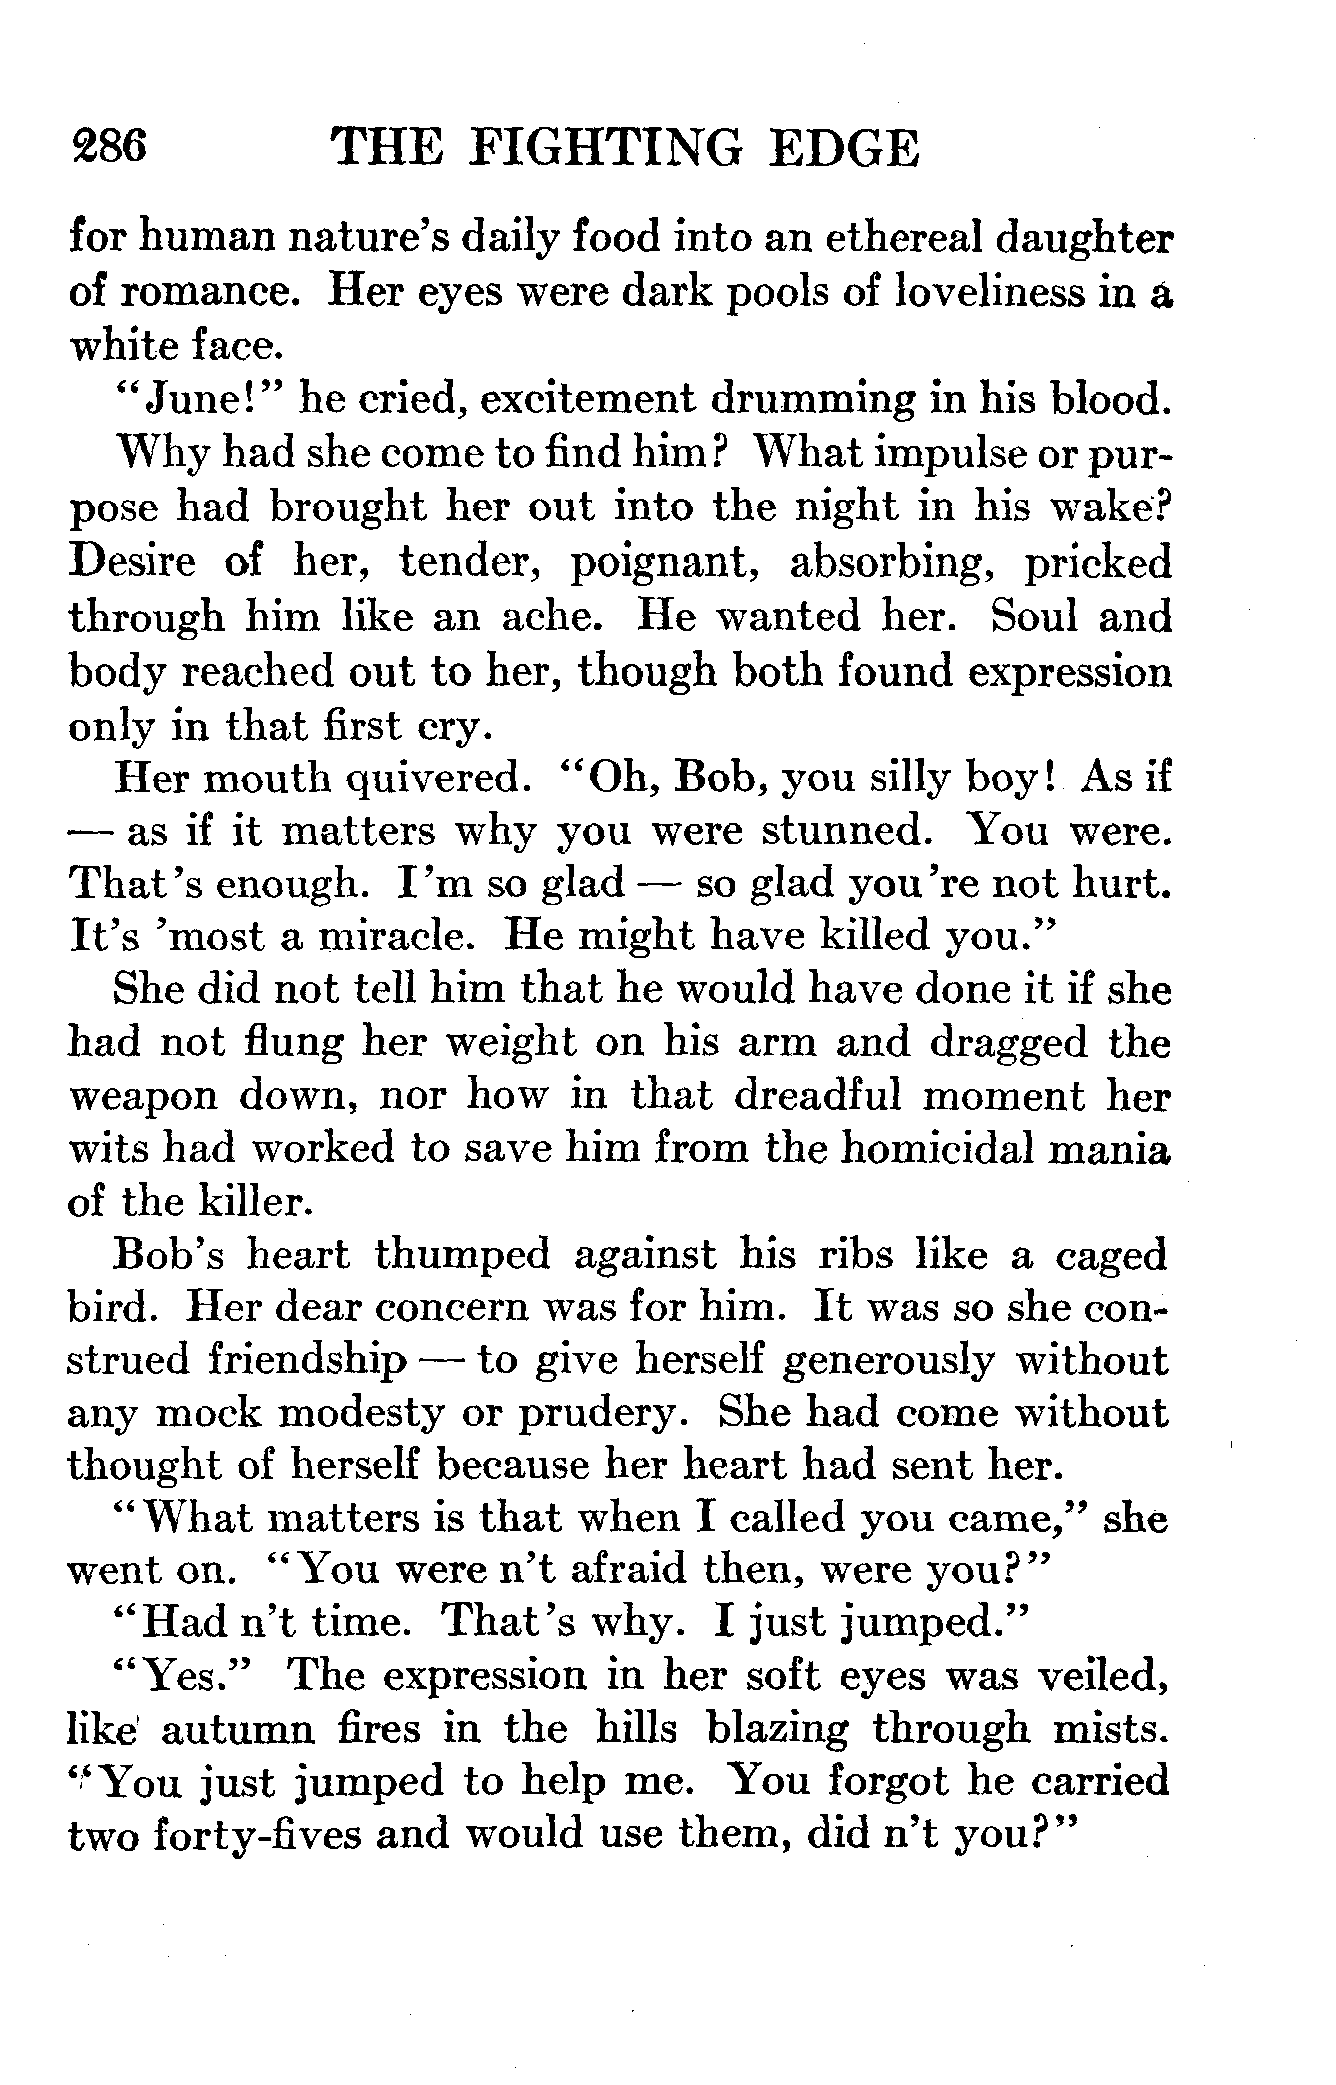 286 THE FIGHTING EDGE
for human nature's daily food into an ethereal daughter
of romance. Her eyes were dark pools of loveliness in a
white face.
“June!” he cried, excitement drumming in his blood.
Why had she come to find him? What impulse or pur-
pose had brought her out into the night in his wake?
Desire of her, tender, poignant, absorbing, pricked
through him like an ache. He wanted her. Soul and
body reached out to her, though both found expression
only in that first cry.
Her mouth quivered. “Oh, Bob, you silly boy! As if
— as if it matters why you were stunned. You were.
That's enough. I'm so glad — so glad you're not hurt.
It's 'most a miracle. He might have killed you.”
She did not tell him that he would have done it if she
had not flung her weight on his arm and dragged the
weapon down, nor how in that dreadful moment her
wits had worked to save him from the homicidal mania
of the killer.
Bob's heart thumped against his ribs like a caged
bird. Her dear concern was for him. It was so she con-
strued friendship — to give herself generously without
any mock modesty or prudery. She had come without
thought of herself because her heart had sent her.
“What matters is that when I called you came,” she
went on. “You were n't afraid then, were you?”
“Had n't time. That's why. I just jumped.”
“Yes.” The expression in her soft eyes was veiled,
like autumn fires in the hills blazing through mists.
“You just jumped to help me. You forgot he carried
two forty-fives and would use them, did n't you?”